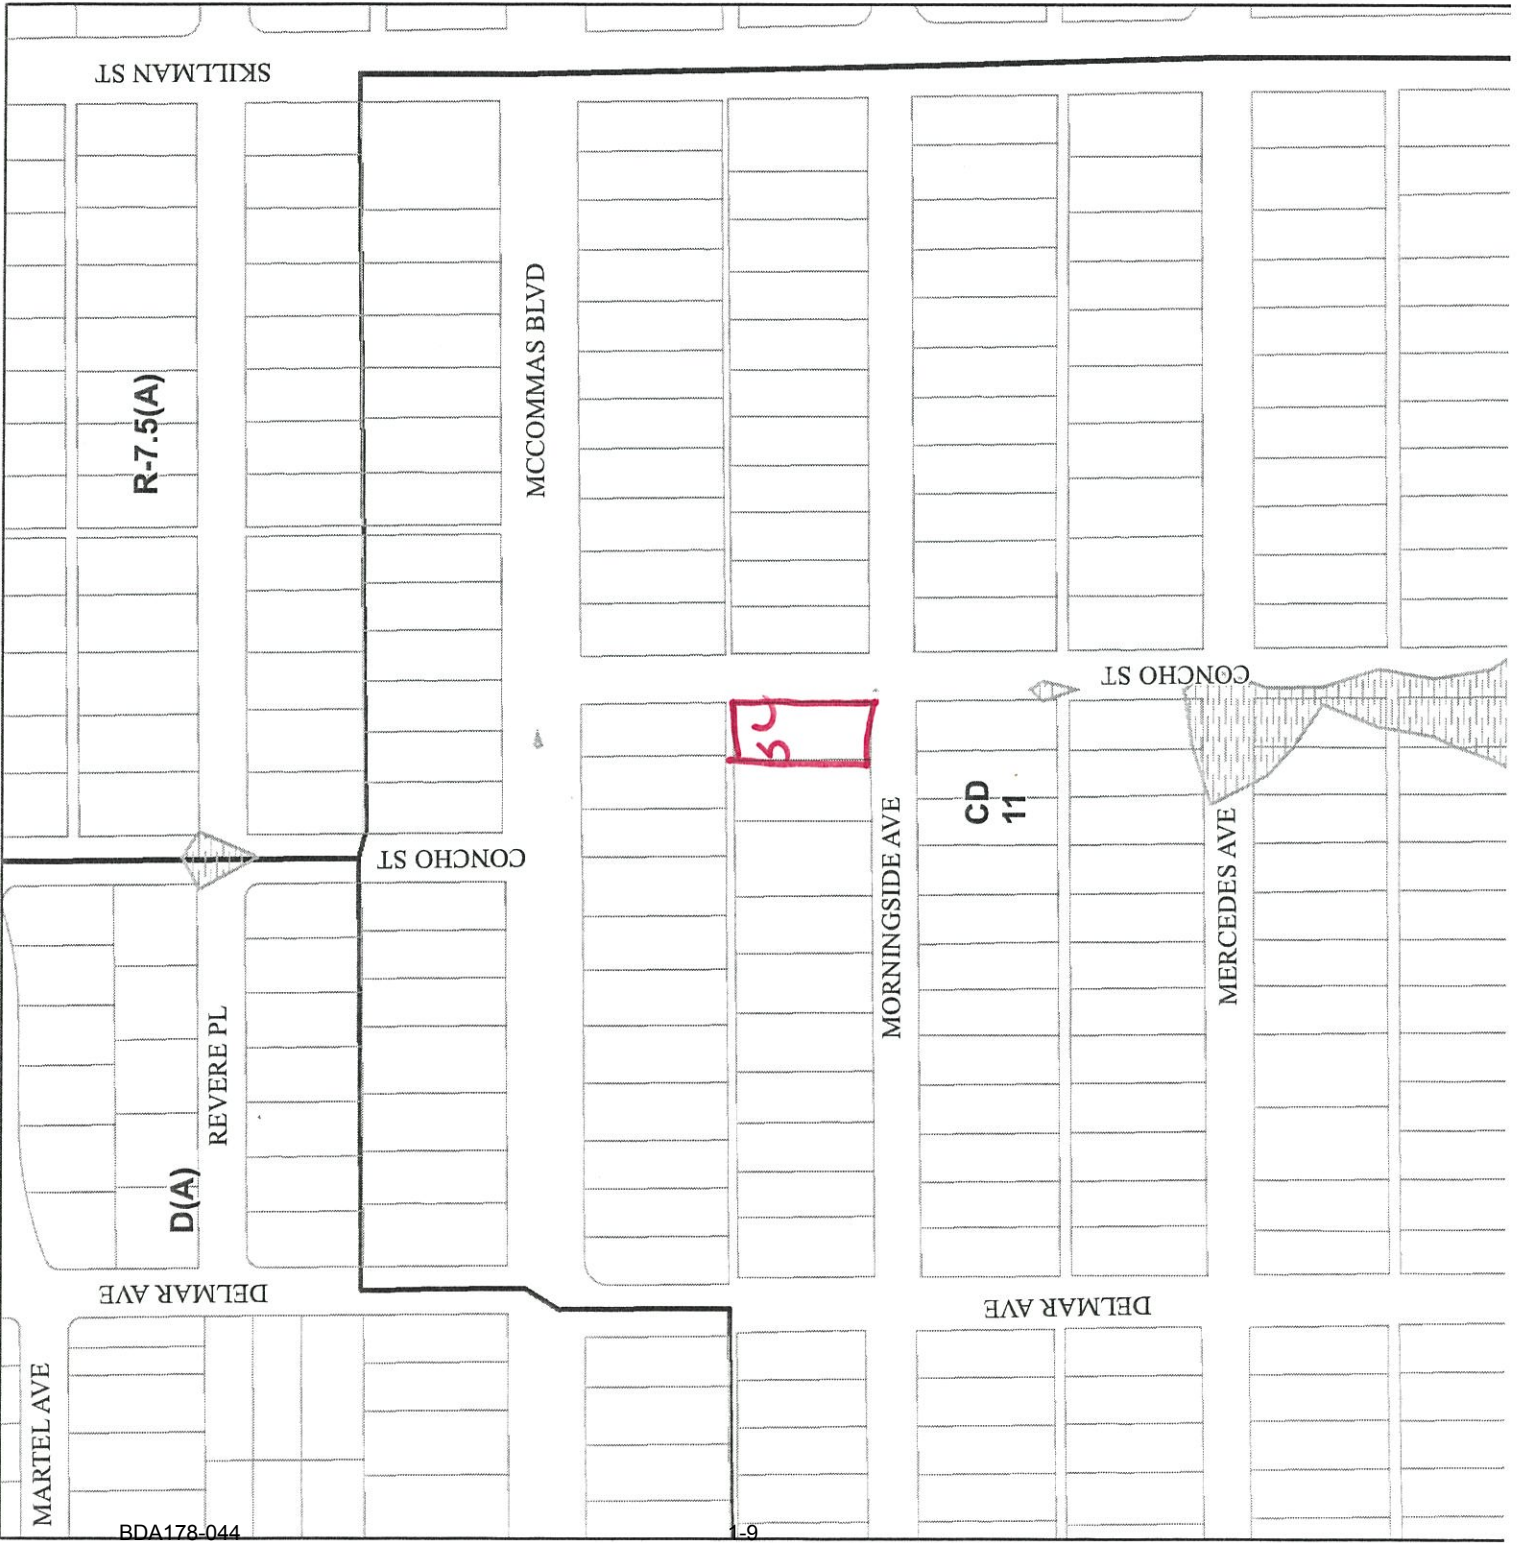 SKILLMAN ST
MCCOMMAS BLVD
R-7.5(A)
CONCHO ST
CD
11
CONCHO ST
MORNINGSIDE AVE
MERCEDES AVE
REVERE PL
D(A)
DELMAR AVE
DELMAR AVE
MARTEL AVE
BDA178-044
1-9